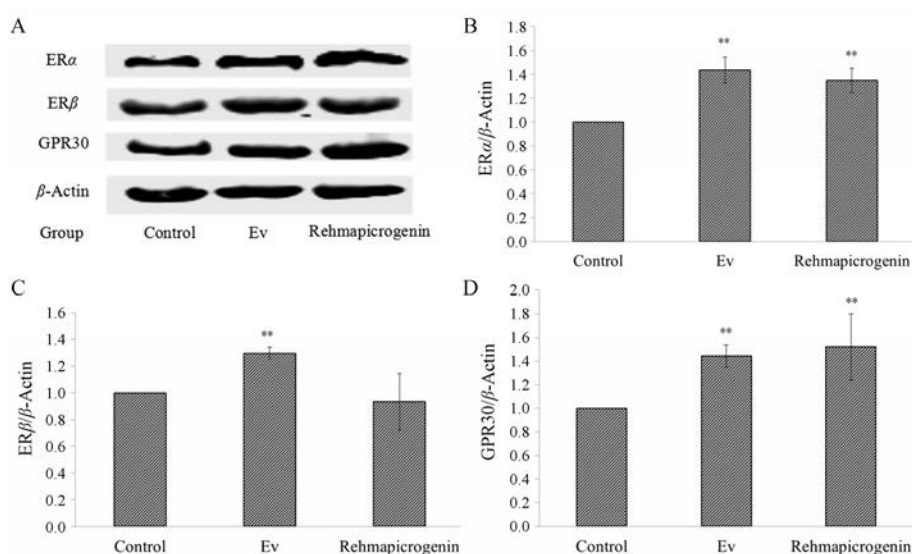 A
ERα
ERβ
GPR30
β-Actin
Group Control Ev Rehmapicrogenin
B
ERα/β-Actin
1.8
1.6
1.4
1.2
1.0
0.8
0.6
0.4
0.2
0.0
** **
Control Ev Rehmapicrogenin
C
ERβ/β-Actin
1.6
1.4
1.2
1.0
0.8
0.6
0.4
0.2
0.0
**
Control Ev Rehmapicrogenin
D
GPR30/β-Actin
2.0
1.8
1.6
1.4
1.2
1.0
0.8
0.6
0.4
0.2
0.0
** **
Control Ev Rehmapicrogenin